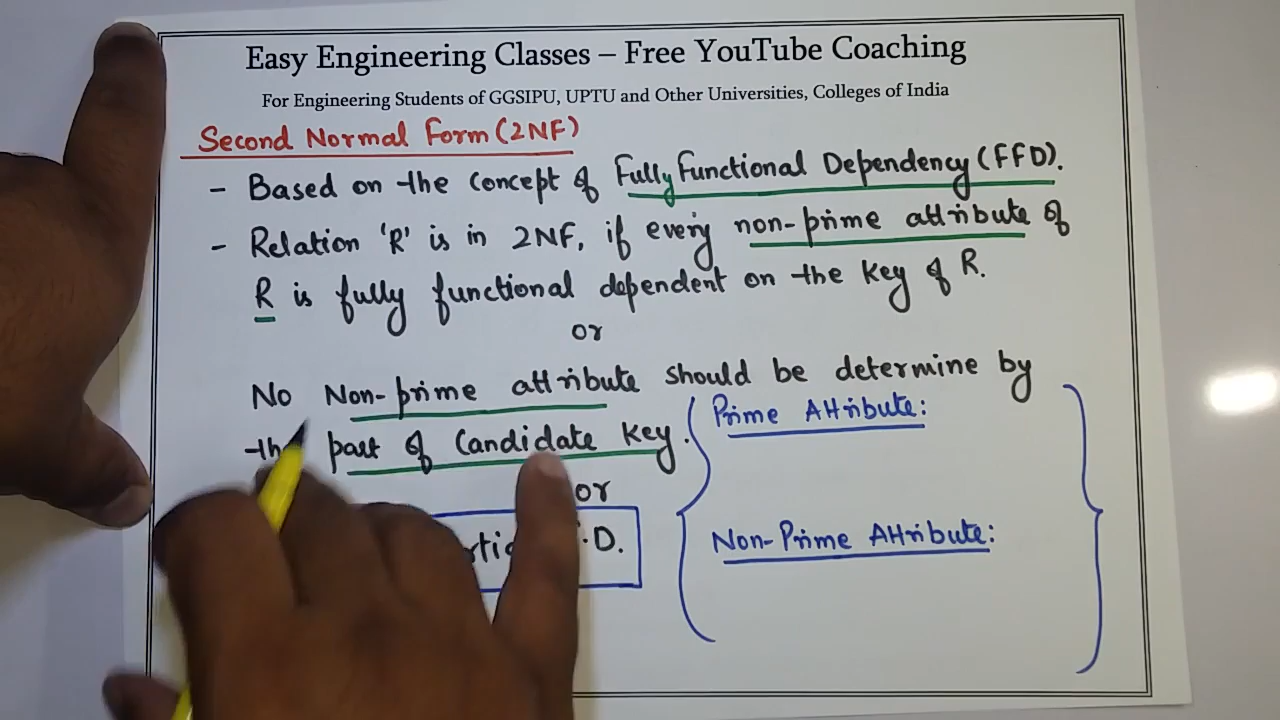 Easy Engineering Classes – Free YouTube Coaching
For Engineering Students of GGSIPU, UPTU and Other Universities, Colleges of India
Second Normal Form (2NF)
- Based on the concept of Fully Functional Dependency (FFD).
- Relation 'R' is in 2NF, if every non-prime attribute of
R is fully functional dependent on the key of R.
or
No Non-prime attribute should be determine by
the part of Candidate key.
or
.D.
Prime Attribute:
Non-Prime Attribute: